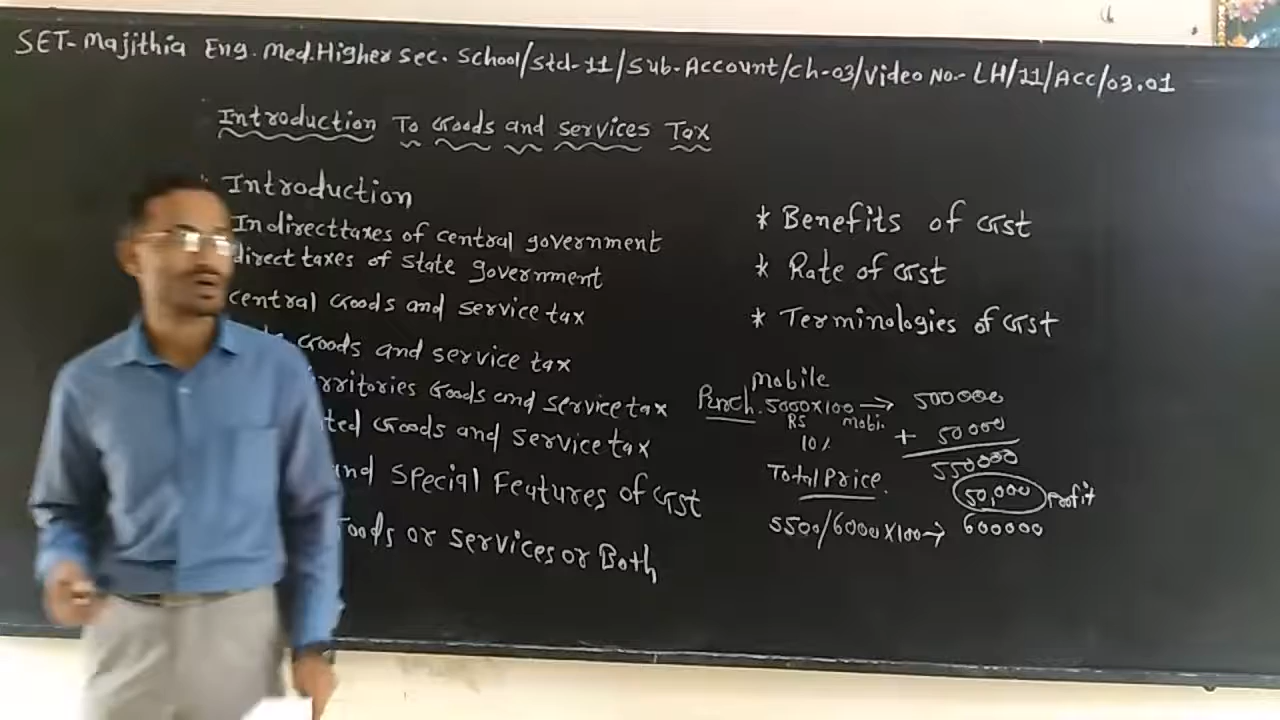 SET-Majithia Eng. Med. Higher Sec. School/Std-11/Sub-Account/Ch-03/Video No.- LH/11/Acc/03.01
Introduction To Goods and services Tax
Introduction
Indirect taxes of central government
direct taxes of State government
central Goods and service tax
Goods and service tax
Goods and service tax
Goods and service tax
and special Features of GST
Goods or services or Both
* Benefits of GST
* Rate of GST
* Terminologies of GST
Mobile
Purch. 5000x100 → 500000
RS Mobi.
10% + 50000
Total Price. 550000
50,000 Profit
5500/6000x100→ 600000